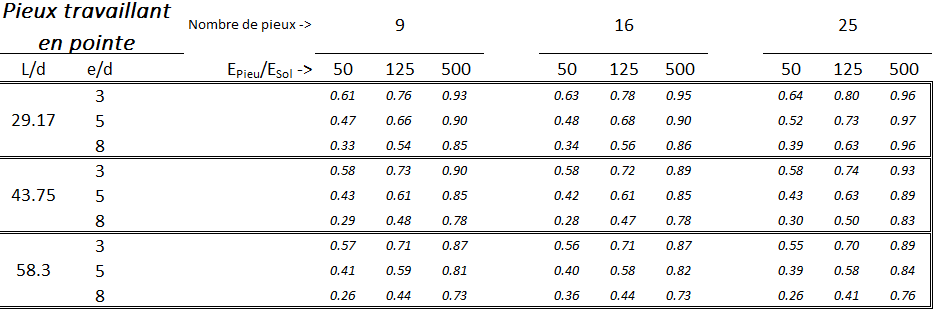 Pieux travaillant en pointe Nombre de pieux -> 9 16 25
L/d e/d EPieu/ESol -> 50 125 500 50 125 500 50 125 500
3 0.61 0.76 0.93 0.63 0.78 0.95 0.64 0.80 0.96
29.17 5 0.47 0.66 0.90 0.48 0.68 0.90 0.52 0.73 0.97
8 0.33 0.54 0.85 0.34 0.56 0.86 0.39 0.63 0.96
3 0.58 0.73 0.90 0.58 0.72 0.89 0.58 0.74 0.93
43.75 5 0.43 0.61 0.85 0.42 0.61 0.85 0.43 0.63 0.89
8 0.29 0.48 0.78 0.28 0.47 0.78 0.30 0.50 0.83
3 0.57 0.71 0.87 0.56 0.71 0.87 0.55 0.70 0.89
58.3 5 0.41 0.59 0.81 0.40 0.58 0.82 0.39 0.58 0.84
8 0.26 0.44 0.73 0.36 0.44 0.73 0.26 0.41 0.76